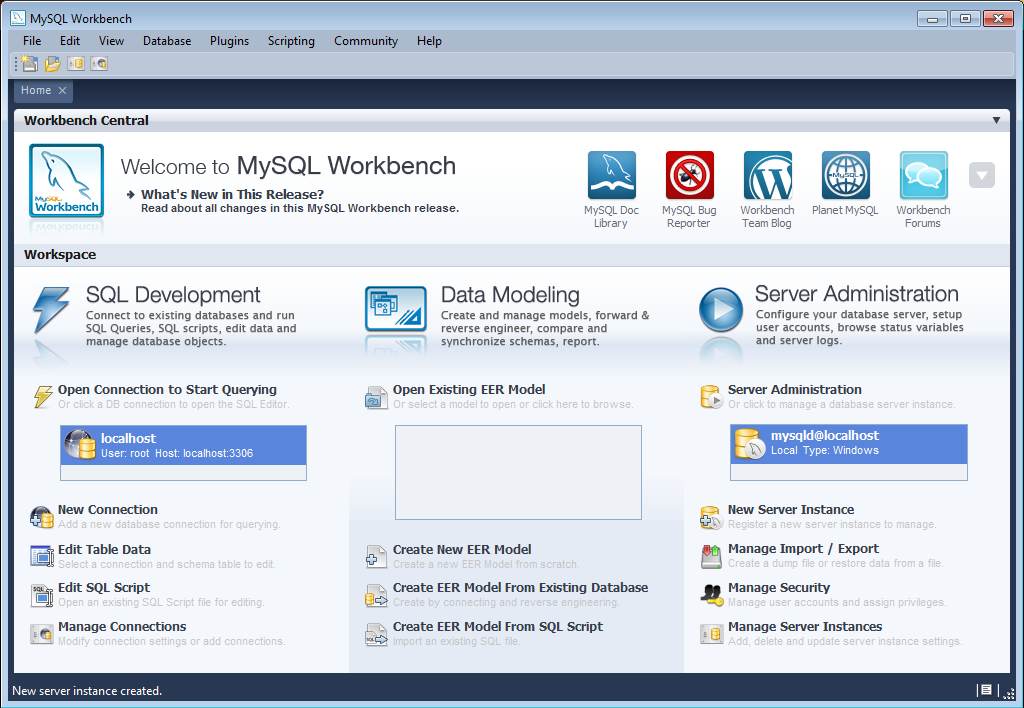 MySQL Workbench
File Edit View Database Plugins Scripting Community Help
Home
Workbench Central
MySQL
Workbench
Welcome to MySQL Workbench
What's New in This Release?
Read about all changes in this MySQL Workbench release.
MySQL Doc
Library
MySQL Bug
Reporter
Workbench
Team Blog
MySQL
Planet MySQL
Workbench
Forums
Workspace
SQL Development
Connect to existing databases and run
SQL Queries, SQL scripts, edit data and
manage database objects.
Open Connection to Start Querying
Or click a DB connection to open the SQL Editor.
localhost
User: root Host: localhost:3306
New Connection
Add a new database connection for querying.
Edit Table Data
Select a connection and schema table to edit.
SQL
Edit SQL Script
Open an existing SQL Script file for editing.
Manage Connections
Modify connection settings or add connections.
Data Modeling
Create and manage models, forward &
reverse engineer, compare and
synchronize schemas, report.
Open Existing EER Model
Or select a model to open or click here to browse.
Create New EER Model
Create a new EER Model from scratch.
Create EER Model From Existing Database
Create by connecting and reverse engineering.
SQL
Create EER Model From SQL Script
Import an existing SQL file.
Server Administration
Configure your database server, setup
user accounts, browse status variables
and server logs.
Server Administration
Or click to manage a database server instance.
mysqld@localhost
Local Type: Windows
New Server Instance
Register a new server instance to manage.
Manage Import / Export
Create a dump file or restore data from a file.
Manage Security
Manage user accounts and assign privileges.
Manage Server Instances
Add, delete and update server instance settings.
New server instance created.